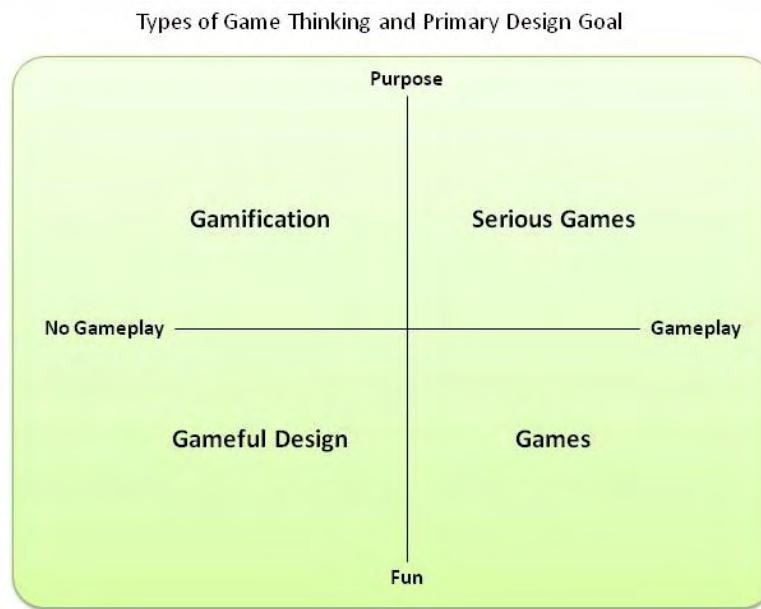 Types of Game Thinking and Primary Design Goal
Purpose
Gamification
Serious Games
No Gameplay
Gameplay
Gameful Design
Games
Fun